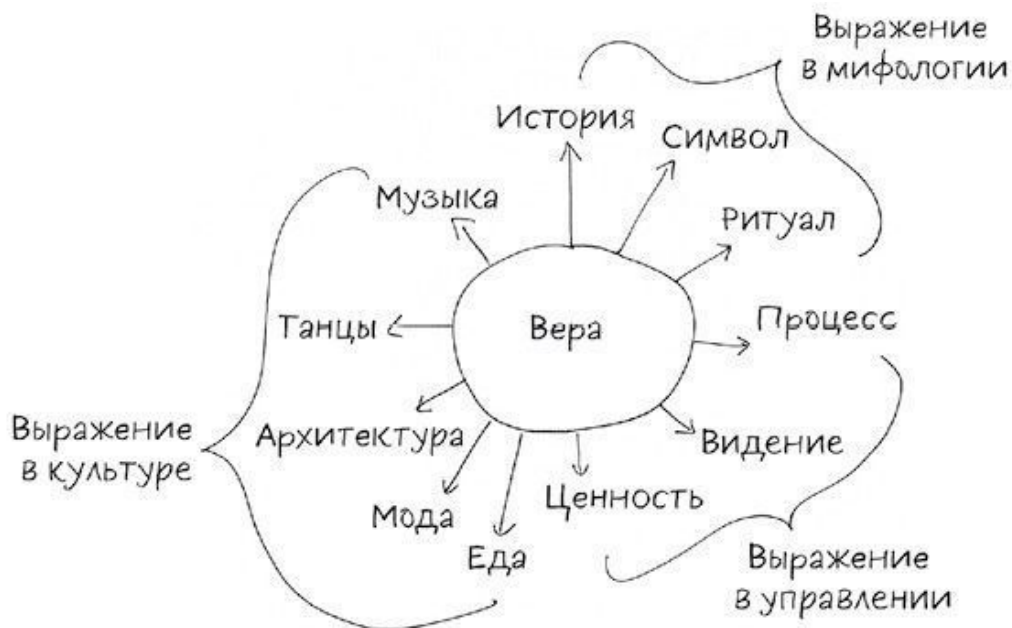 Выражение
в мифологии
История
Символ
Музыка
Ритуал
Танцы
Вера
Процесс
Выражение
в культуре
Архитектура
Видение
Мода
Ценность
Еда
Выражение
в управлении